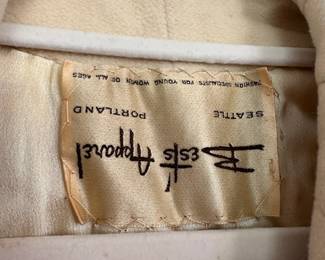 Best's Apparel
SEATTLE PORTLAND
FASHION SPECIALISTS FOR YOUNG WOMEN OF ALL AGES